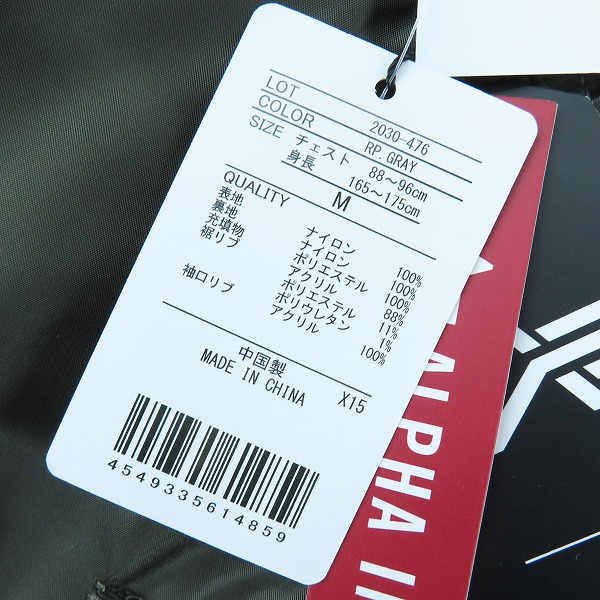 LOT 2030-476
COLOR RP.GRAY
SIZE チェスト 88～96cm
身長 165～175cm
M
QUALITY
表地 ナイロン 100%
裏地 ナイロン 100%
充填物 ポリエステル 100%
裾リブ アクリル 88%
ポリエステル 11%
ポリウレタン 1%
袖口リブ アクリル 100%
中国製
MADE IN CHINA X15
4549335614859
ALPHA